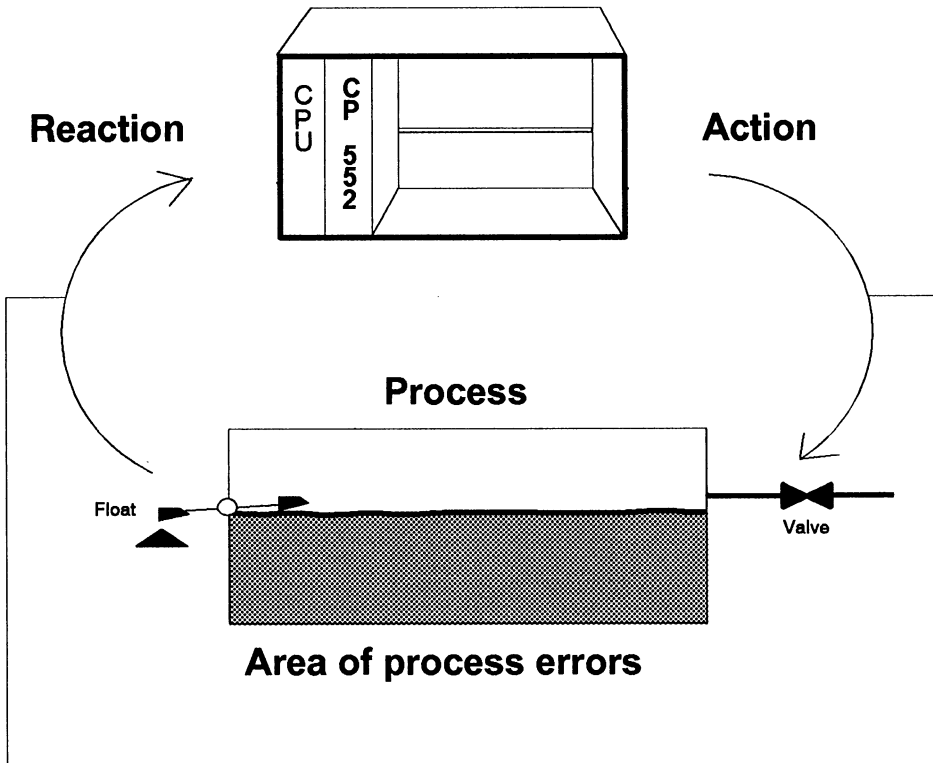 CPU
CP 552
Reaction
Action
Process
Float
Valve
Area of process errors